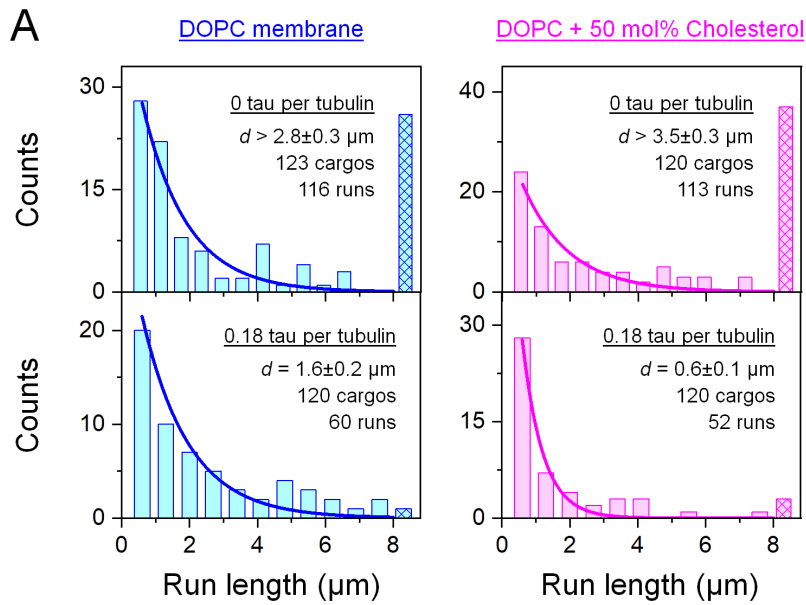 A
DOPC membrane
DOPC + 50 mol% Cholesterol
Counts
30
15
0
0 tau per tubulin
d > 2.8±0.3 µm
123 cargos
116 runs
40
20
0
0 tau per tubulin
d > 3.5±0.3 µm
120 cargos
113 runs
Counts
20
10
0
0.18 tau per tubulin
d = 1.6±0.2 µm
120 cargos
60 runs
30
15
0
0.18 tau per tubulin
d = 0.6±0.1 µm
120 cargos
52 runs
0 2 4 6 8
0 2 4 6 8
Run length (µm)
Run length (µm)